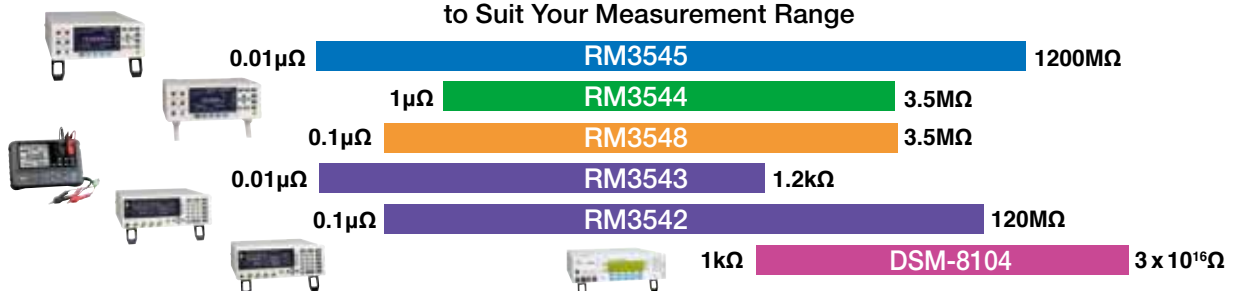 to Suit Your Measurement Range
0.01µΩ RM3545 1200MΩ
1µΩ RM3544 3.5MΩ
0.1µΩ RM3548 3.5MΩ
0.01µΩ RM3543 1.2kΩ
0.1µΩ RM3542 120MΩ
1kΩ DSM-8104 3 x 10¹⁶Ω